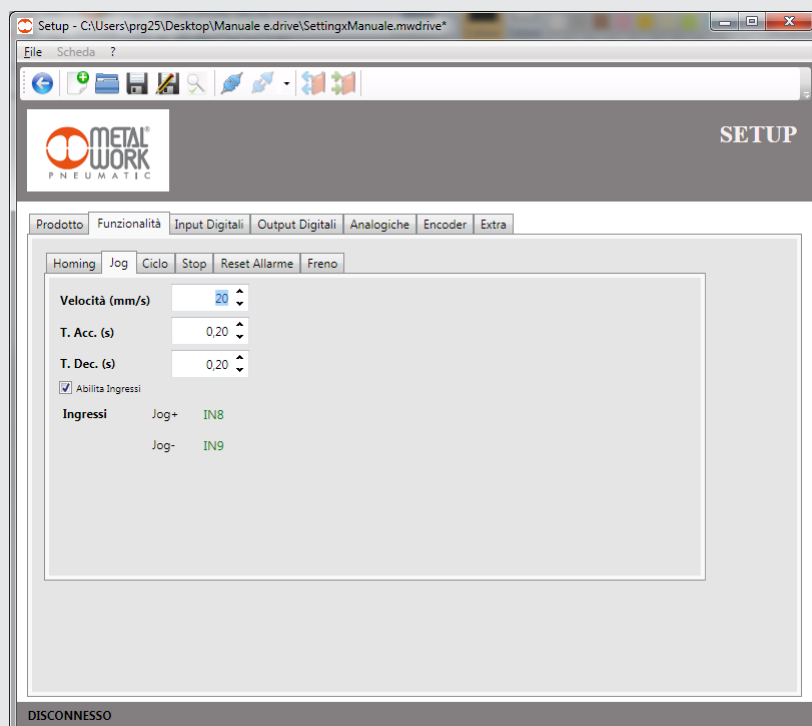 Setup - C:\Users\prg25\Desktop\Manuale e.drive\SettingxManuale.mwdrive*
File Scheda ?
METAL WORK
PNEUMATIC
SETUP
Prodotto Funzionalità Input Digitali Output Digitali Analogiche Encoder Extra
Homing Jog Ciclo Stop Reset Allarme Freno
Velocità (mm/s) 20
T. Acc. (s) 0,20
T. Dec. (s) 0,20
Abilita Ingressi
Ingressi Jog+ IN8
Jog- IN9
DISCONNESSO